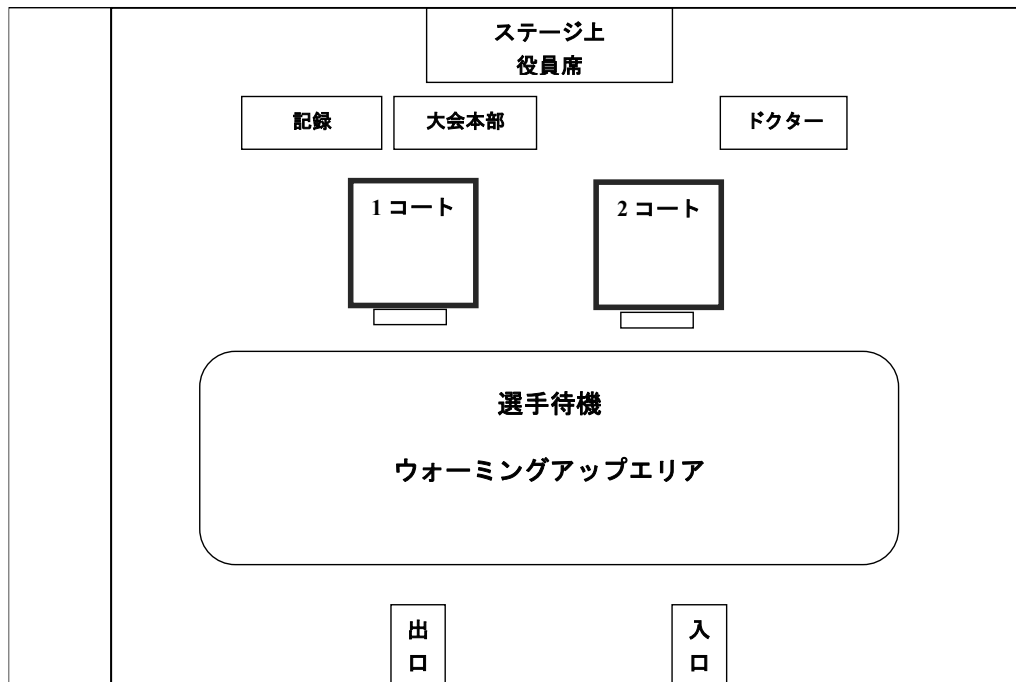 ステージ上
役員席
記録
大会本部
ドクター
1 コート
2 コート
選手待機
ウォーミングアップエリア
出
口
入
口